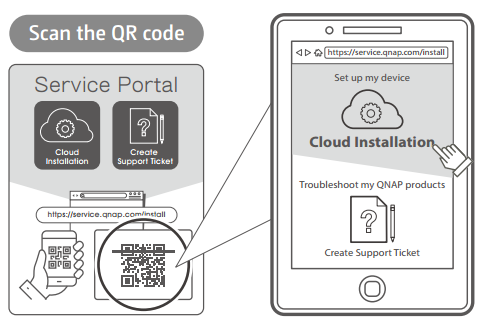 Scan the QR code
Service Portal
Cloud
Installation
Create
Support Ticket
https://service.qnap.com/install
https://service.qnap.com/install
Set up my device
Cloud Installation
Troubleshoot my QNAP products
Create Support Ticket